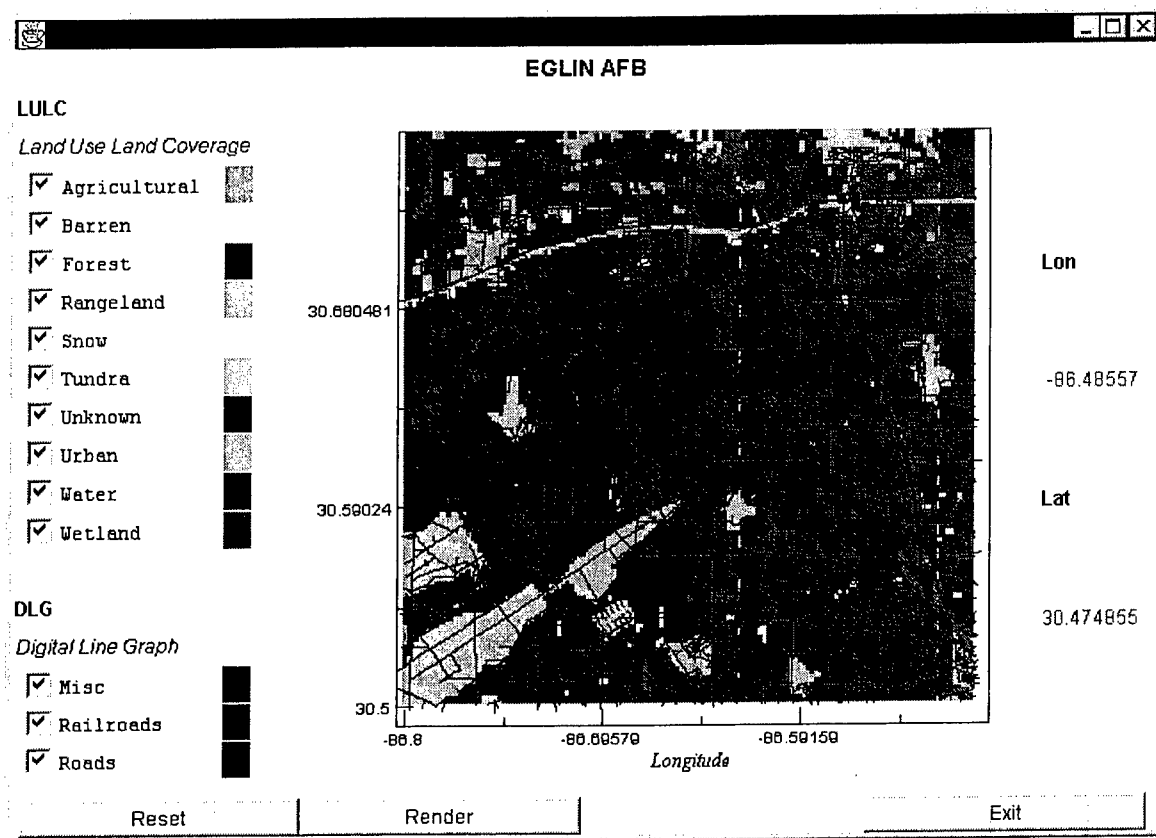 EGLIN AFB
LULC
Land Use Land Coverage
Agricultural
Barren
Forest
Rangeland
Snow
Tundra
Unknown
Urban
Water
Wetland
DLG
Digital Line Graph
Misc
Railroads
Roads
30.680481
30.59024
30.5
-86.8
-86.69579
-86.59159
Longitude
Lon
-86.48557
Lat
30.474855
Reset
Render
Exit